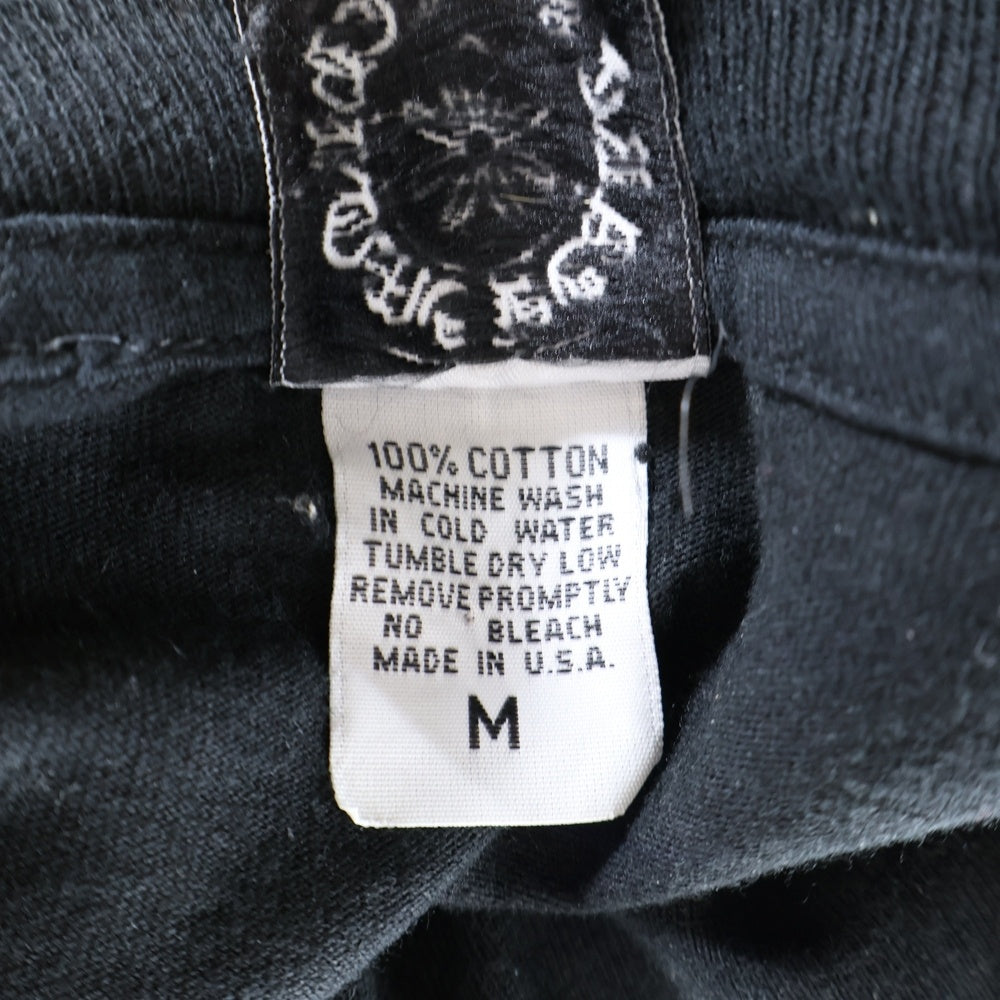 100% COTTON
MACHINE WASH
IN COLD WATER
TUMBLE DRY LOW
REMOVE PROMPTLY
NO BLEACH
MADE IN U.S.A.
M